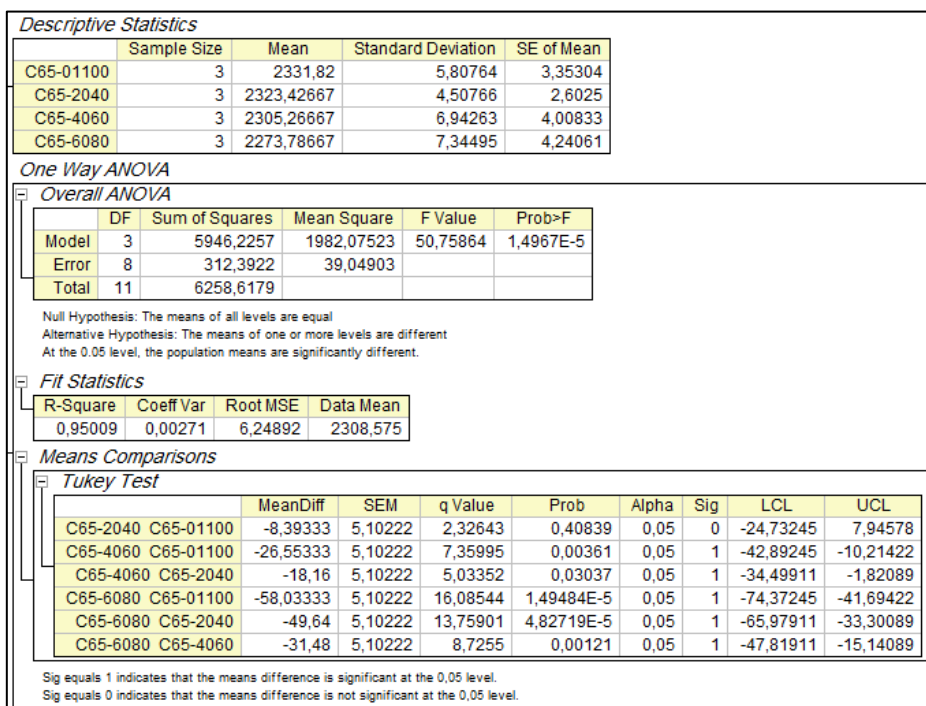 Descriptive Statistics
Sample Size Mean Standard Deviation SE of Mean
C65-01100 3 2331,82 5,80764 3,35304
C65-2040 3 2323,42667 4,50766 2,6025
C65-4060 3 2305,26667 6,94263 4,00833
C65-6080 3 2273,78667 7,34495 4,24061
One Way ANOVA
Overall ANOVA
DF Sum of Squares Mean Square F Value Prob>F
Model 3 5946,2257 1982,07523 50,75864 1,4967E-5
Error 8 312,3922 39,04903
Total 11 6258,6179
Null Hypothesis: The means of all levels are equal
Alternative Hypothesis: The means of one or more levels are different
At the 0.05 level, the population means are significantly different.
Fit Statistics
R-Square Coeff Var Root MSE Data Mean
0,95009 0,00271 6,24892 2308,575
Means Comparisons
Tukey Test
MeanDiff SEM q Value Prob Alpha Sig LCL UCL
C65-2040 C65-01100 -8,39333 5,10222 2,32643 0,40839 0,05 0 -24,73245 7,94578
C65-4060 C65-01100 -26,55333 5,10222 7,35995 0,00361 0,05 1 -42,89245 -10,21422
C65-4060 C65-2040 -18,16 5,10222 5,03352 0,03037 0,05 1 -34,49911 -1,82089
C65-6080 C65-01100 -58,03333 5,10222 16,08544 1,49484E-5 0,05 1 -74,37245 -41,69422
C65-6080 C65-2040 -49,64 5,10222 13,75901 4,82719E-5 0,05 1 -65,97911 -33,30089
C65-6080 C65-4060 -31,48 5,10222 8,7255 0,00121 0,05 1 -47,81911 -15,14089
Sig equals 1 indicates that the means difference is significant at the 0,05 level.
Sig equals 0 indicates that the means difference is not significant at the 0,05 level.